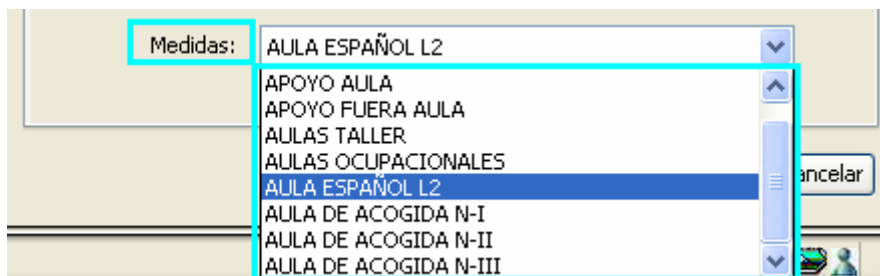 Medidas: AULA ESPAÑOL L2
APOYO AULA
APOYO FUERA AULA
AULAS TALLER
AULAS OCUPACIONALES
AULA ESPAÑOL L2
AULA DE ACOGIDA N-I
AULA DE ACOGIDA N-II
AULA DE ACOGIDA N-III
ancelar